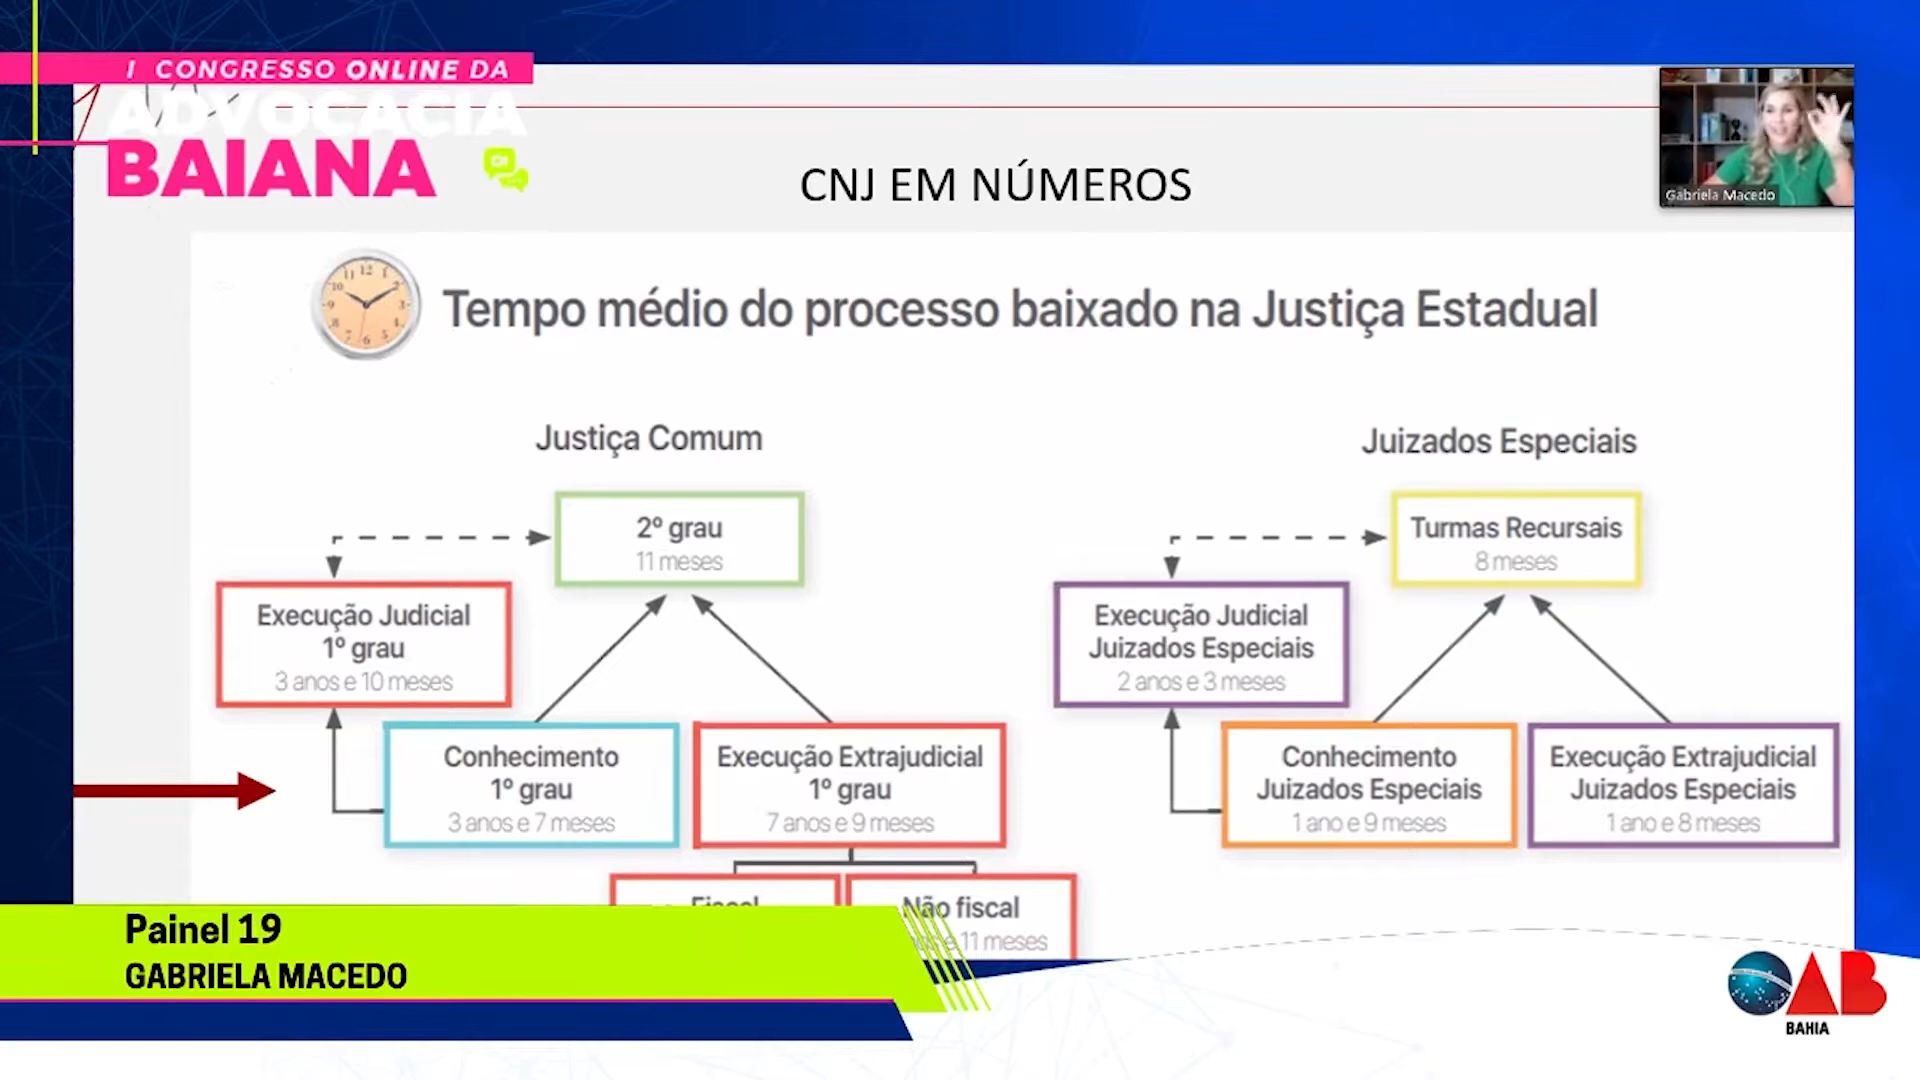 I CONGRESSO ONLINE DA
ADVOCACIA
BAIANA
Gabriela Macedo
CNJ EM NÚMEROS
Tempo médio do processo baixado na Justiça Estadual
Justiça Comum
2º grau
11 meses
Execução Judicial
1º grau
3 anos e 10 meses
Conhecimento
1º grau
3 anos e 7 meses
Execução Extrajudicial
1º grau
7 anos e 9 meses
Fiscal
Não fiscal
e 11 meses
Juizados Especiais
Turmas Recursais
8 meses
Execução Judicial
Juizados Especiais
2 anos e 3 meses
Conhecimento
Juizados Especiais
1 ano e 9 meses
Execução Extrajudicial
Juizados Especiais
1 ano e 8 meses
Painel 19
GABRIELA MACEDO
OAB
BAHIA